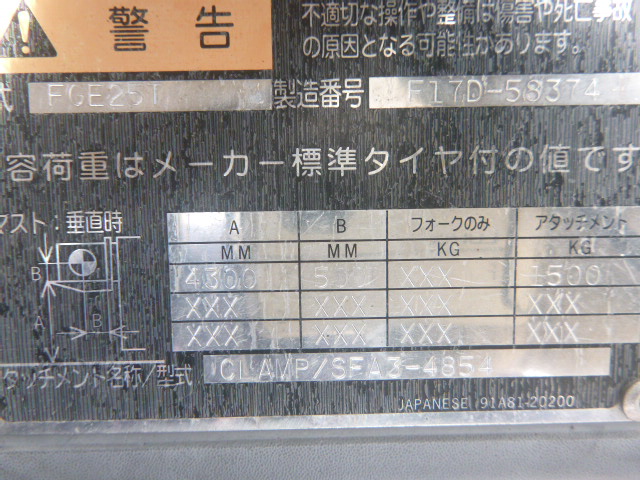 不適切な操作や整備は傷害や死亡事故
警告
の原因となる可能性があります。
式 FGE25T 製造番号 F17D-58374
容荷重はメーカー標準タイヤ付の値です
マスト:垂直時 A B フォークのみ アタッチメント
MM MM KG KG
B 4300 500 XXX 1500
A B XXX XXX XXX XXX
XXX XXX XXX XXX
タッチメント名称/型式 CLAMP/SFA3-4854
JAPANESE 91A81-20200